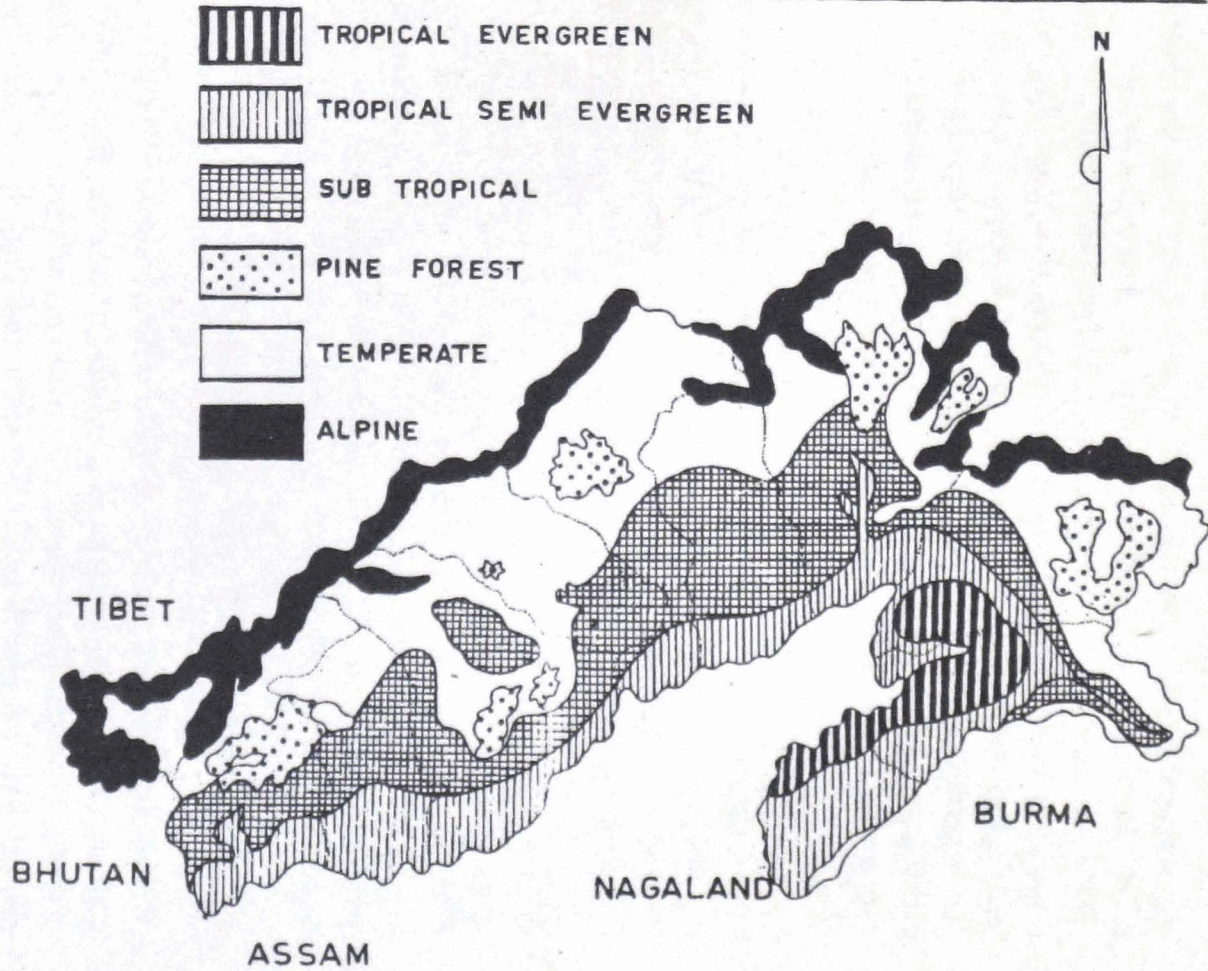 TROPICAL EVERGREEN
N
TROPICAL SEMI EVERGREEN
SUB TROPICAL
PINE FOREST
TEMPERATE
ALPINE
TIBET
BURMA
BHUTAN
NAGALAND
ASSAM